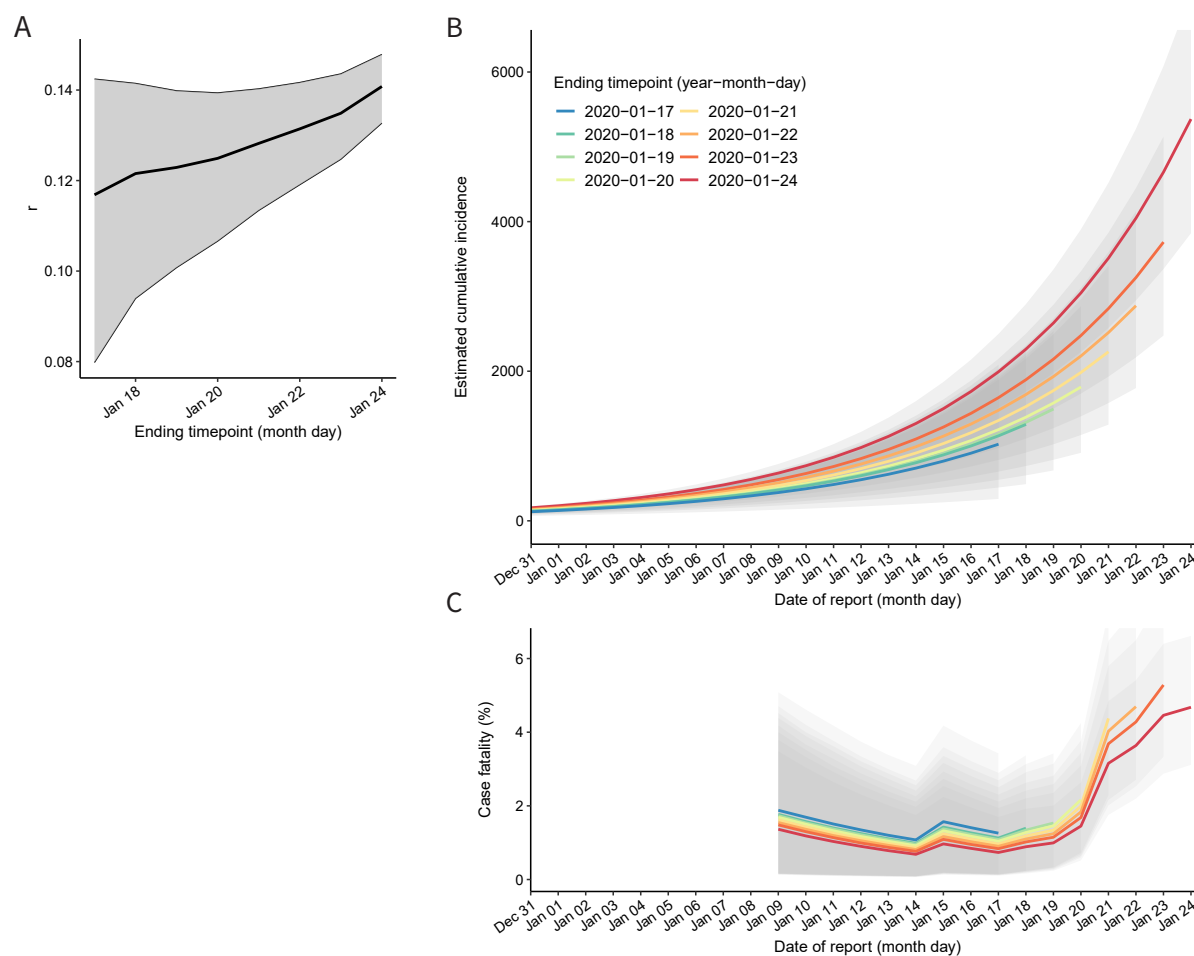 A
r
0.14
0.12
0.10
0.08
Jan 18
Jan 20
Jan 22
Jan 24
Ending timepoint (month day)
B
Estimated cumulative incidence
6000
4000
2000
0
Ending timepoint (year−month−day)
2020−01−17 2020−01−21
2020−01−18 2020−01−22
2020−01−19 2020−01−23
2020−01−20 2020−01−24
Dec 31
Jan 01
Jan 02
Jan 03
Jan 04
Jan 05
Jan 06
Jan 07
Jan 08
Jan 09
Jan 10
Jan 11
Jan 12
Jan 13
Jan 14
Jan 15
Jan 16
Jan 17
Jan 18
Jan 19
Jan 20
Jan 21
Jan 22
Jan 23
Jan 24
Date of report (month day)
C
Case fatality (%)
6
4
2
0
Dec 31
Jan 01
Jan 02
Jan 03
Jan 04
Jan 05
Jan 06
Jan 07
Jan 08
Jan 09
Jan 10
Jan 11
Jan 12
Jan 13
Jan 14
Jan 15
Jan 16
Jan 17
Jan 18
Jan 19
Jan 20
Jan 21
Jan 22
Jan 23
Jan 24
Date of report (month day)